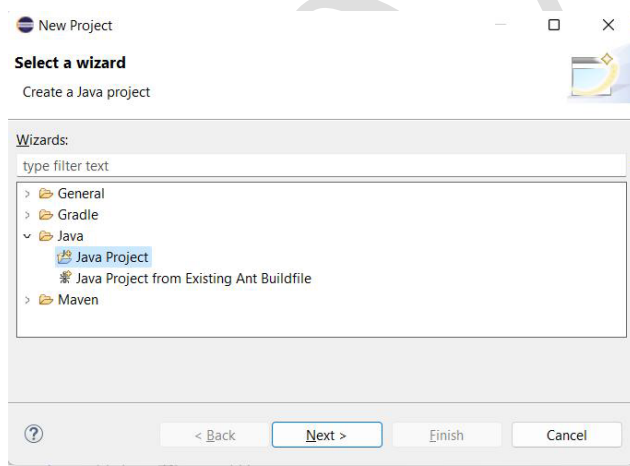 New Project
Select a wizard
Create a Java project
Wizards:
type filter text
General
Gradle
Java
Java Project
Java Project from Existing Ant Buildfile
Maven
< Back Next > Finish Cancel